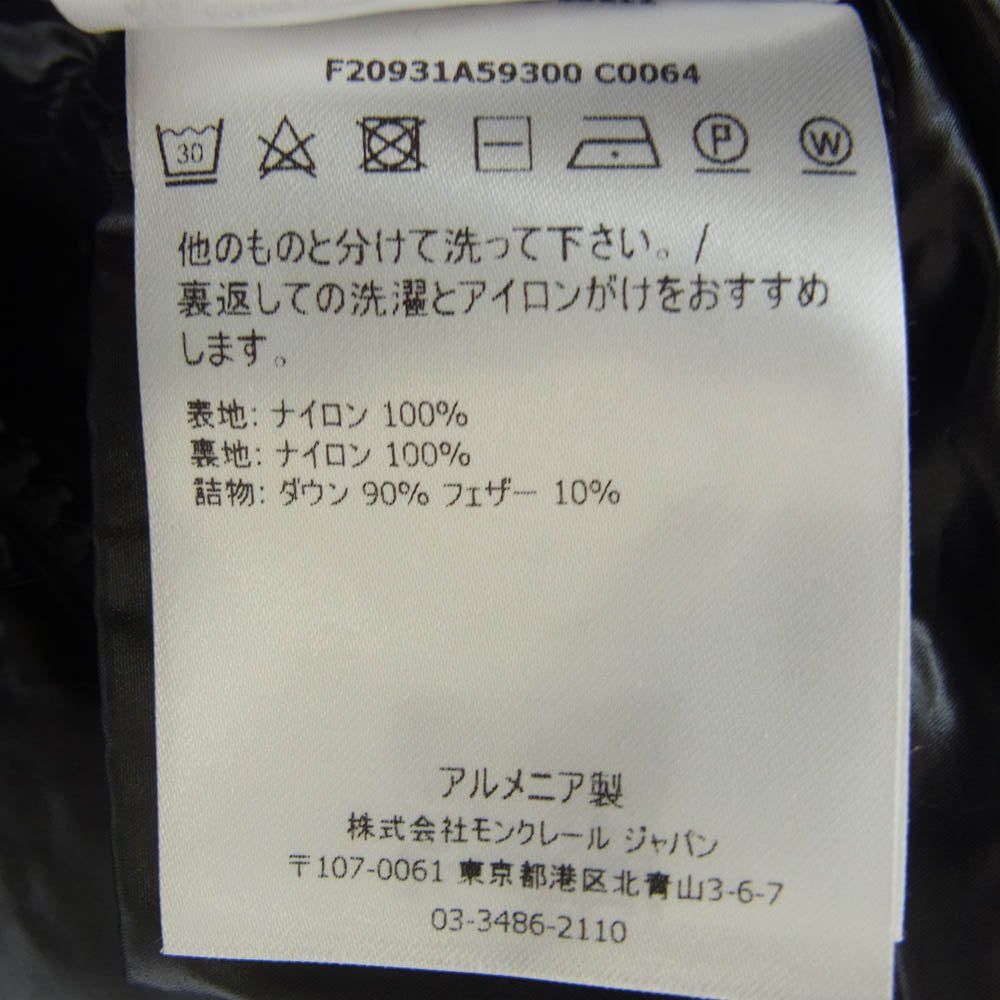 F20931A59300 C0064
30 P W
他のものと分けて洗って下さい。/
裏返しての洗濯とアイロンがけをおすすめ
します。
表地: ナイロン 100%
裏地: ナイロン 100%
詰物: ダウン 90% フェザー 10%
アルメニア製
株式会社モンクレール ジャパン
〒107-0061 東京都港区北青山3-6-7
03-3486-2110